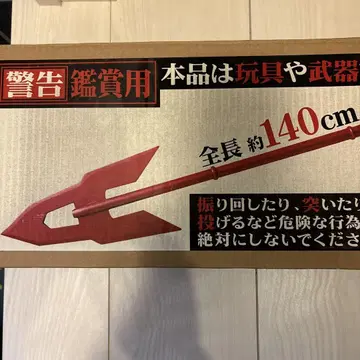 警告 鑑賞用 本品は玩具や武器
全長 約140cm
振り回したり、突いたり
投げるなど危険な行為
絶対にしないでくださ